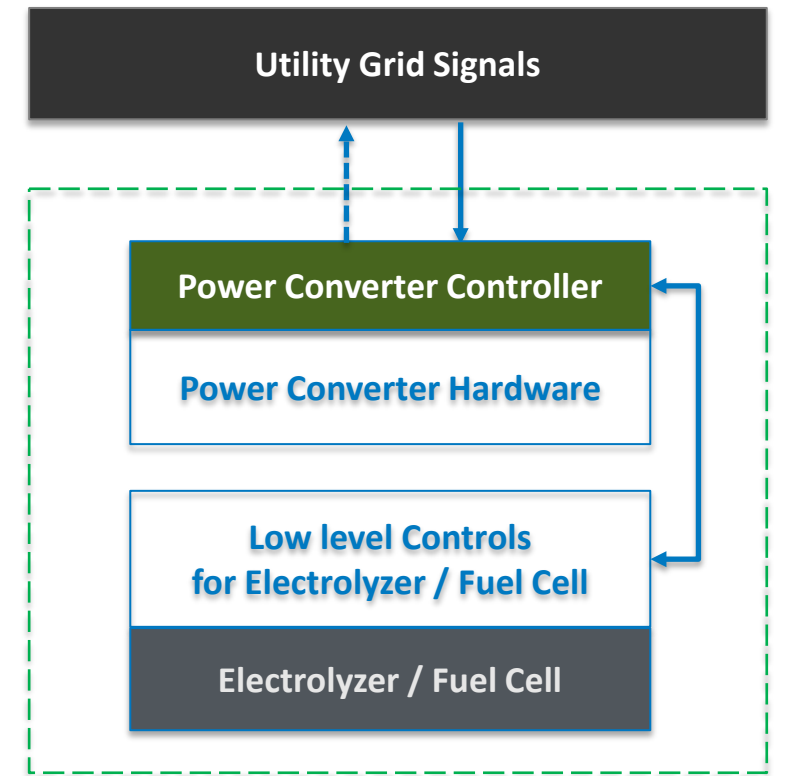 Utility Grid Signals
Power Converter Controller
Power Converter Hardware
Low level Controls
for Electrolyzer / Fuel Cell
Electrolyzer / Fuel Cell